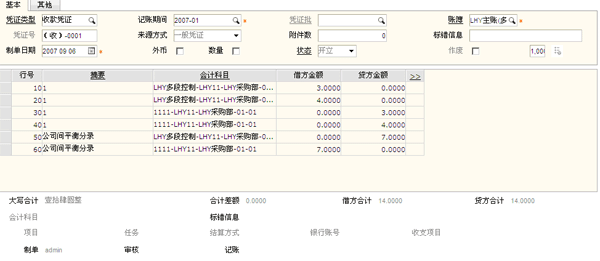 基本 其他
凭证类型 收款凭证 记账期间 2007-01 凭证批 账簿 LHY主账(多
凭证号 (收)-0001 来源方式 一般凭证 附件数 0 标错信息
制单日期 2007 09 06 外币 数量 状态 开立 作废 1,00
行号 摘要 会计科目 借方金额 贷方金额 >>
10 1 LHY多段控制-LHY11-LHY采购部-0... 3.0000 0.0000
20 1 LHY多段控制-LHY11-LHY采购部-0... 4.0000 0.0000
30 1 1111-LHY11-LHY采购部-01-01 0.0000 3.0000
40 1 1111-LHY11-LHY采购部-01-01 0.0000 4.0000
50 公司间平衡分录 LHY多段控制-LHY11-LHY采购部-0... 0.0000 7.0000
60 公司间平衡分录 1111-LHY11-LHY采购部-01-01 7.0000 0.0000
大写合计 壹拾肆圆整 合计差额 0.0000 借方合计 14.0000 贷方合计 14.0000
会计科目 标错信息
项目 任务 结算方式 银行账号 收支项目
制单 admin 审核 记账